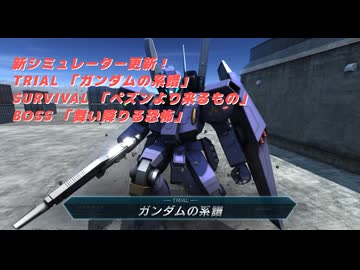 新シミュレーター更新！
TRIAL 「ガンダムの系譜」
SURVIVAL 「ペズンより来るもの」
BOSS 「舞い降りる恐怖」
TRIAL
ガンダムの系譜